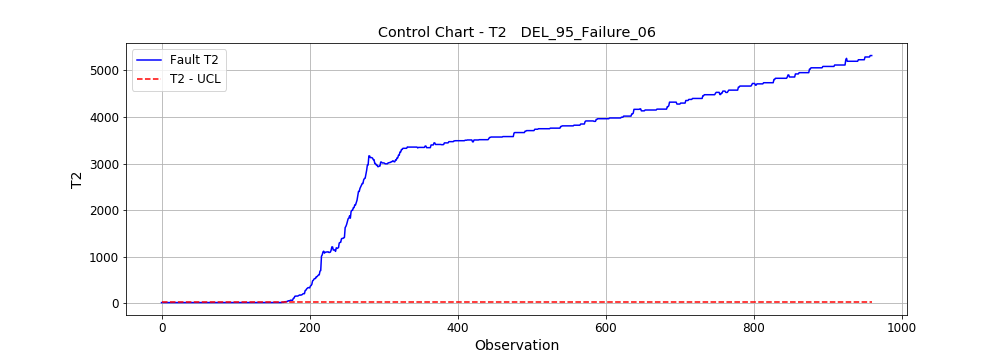 Control Chart - T2   DEL_95_Failure_06
Fault T2
T2 - UCL
T2
5000
4000
3000
2000
1000
0
0 200 400 600 800 1000
Observation